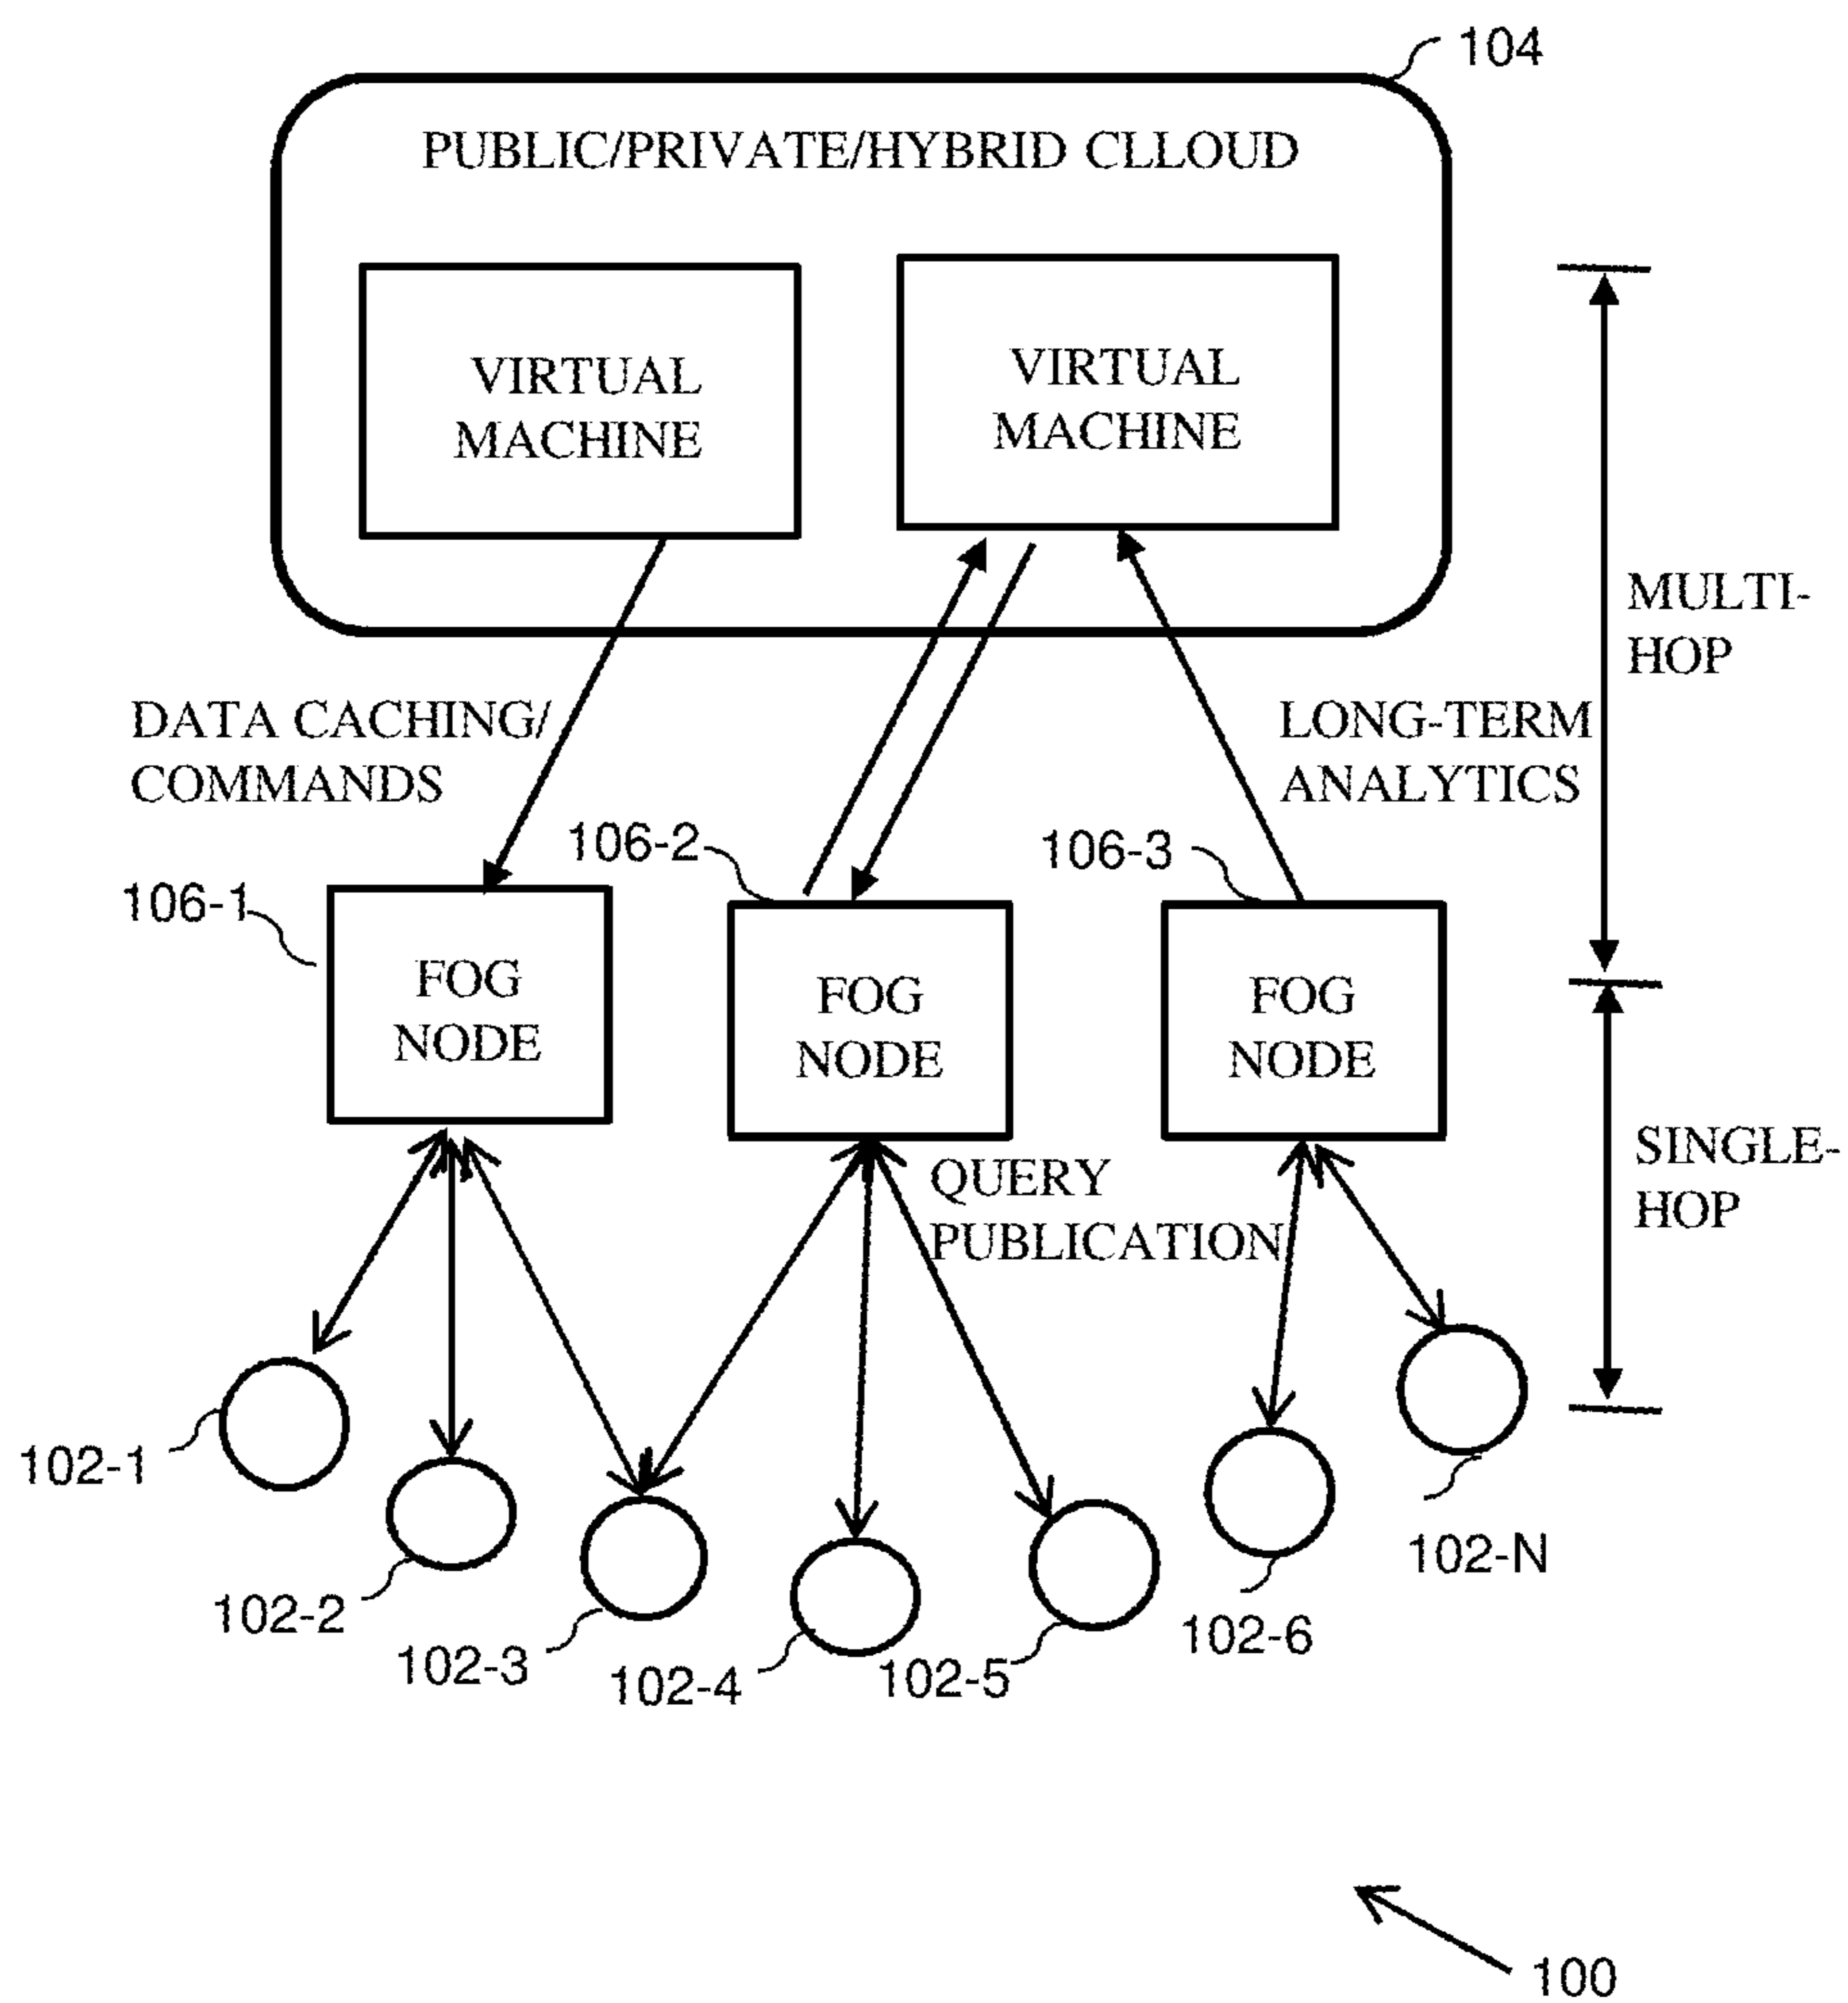 104
PUBLIC/PRIVATE/HYBRID CLLOUD
VIRTUAL
MACHINE
VIRTUAL
MACHINE
MULTI-
HOP
DATA CACHING/
COMMANDS
LONG-TERM
ANALYTICS
106-1
106-2
106-3
FOG
NODE
FOG
NODE
FOG
NODE
QUERY
PUBLICATION
SINGLE-
HOP
102-1
102-2
102-3
102-4
102-5
102-6
102-N
100